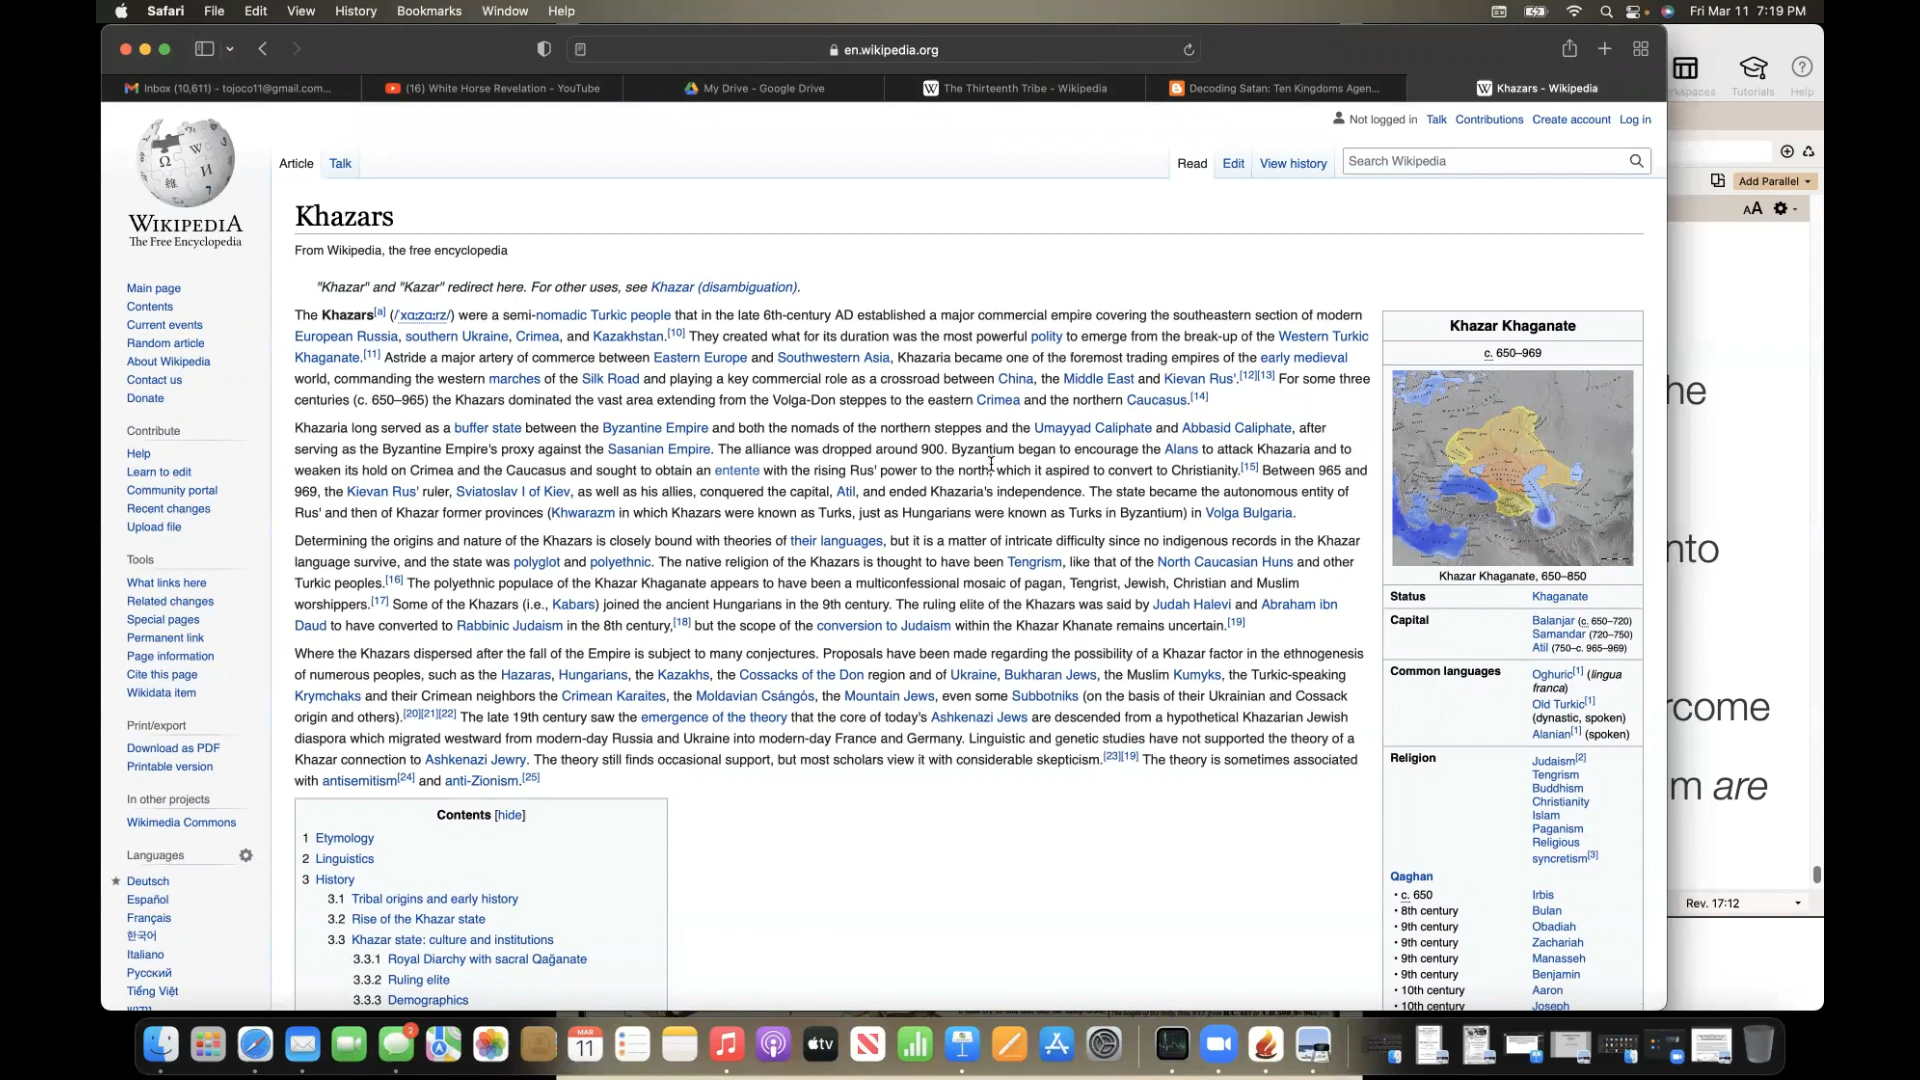 Safari File Edit View History Bookmarks Window Help
Fri Mar 11 7:19 PM
en.wikipedia.org
Inbox (10,611) - tojoco11@gmail.com...
(16) White Horse Revelation - YouTube
My Drive - Google Drive
The Thirteenth Tribe - Wikipedia
Decoding Satan: Ten Kingdoms Agen...
Khazars - Wikipedia
Tutorials
Help
Not logged in Talk Contributions Create account Log in
Article Talk
Read Edit View history
Search Wikipedia
Add Parallel
AA
WIKIPEDIA
The Free Encyclopedia
Main page
Contents
Current events
Random article
About Wikipedia
Contact us
Donate
Contribute
Help
Learn to edit
Community portal
Recent changes
Upload file
Tools
What links here
Related changes
Special pages
Permanent link
Page information
Cite this page
Wikidata item
Print/export
Download as PDF
Printable version
In other projects
Wikimedia Commons
Languages
Deutsch
Español
Français
한국어
Italiano
Русский
Tiếng Việt
Khazars
From Wikipedia, the free encyclopedia
"Khazar" and "Kazar" redirect here. For other uses, see Khazar (disambiguation).
The Khazars[a] (/ˈxɑːzɑːrz/) were a semi-nomadic Turkic people that in the late 6th-century AD established a major commercial empire covering the southeastern section of modern
European Russia, southern Ukraine, Crimea, and Kazakhstan.[10] They created what for its duration was the most powerful polity to emerge from the break-up of the Western Turkic
Khaganate.[11] Astride a major artery of commerce between Eastern Europe and Southwestern Asia, Khazaria became one of the foremost trading empires of the early medieval
world, commanding the western marches of the Silk Road and playing a key commercial role as a crossroad between China, the Middle East and Kievan Rus'.[12][13] For some three
centuries (c. 650–965) the Khazars dominated the vast area extending from the Volga-Don steppes to the eastern Crimea and the northern Caucasus.[14]
Khazaria long served as a buffer state between the Byzantine Empire and both the nomads of the northern steppes and the Umayyad Caliphate and Abbasid Caliphate, after
serving as the Byzantine Empire's proxy against the Sasanian Empire. The alliance was dropped around 900. Byzantium began to encourage the Alans to attack Khazaria and to
weaken its hold on Crimea and the Caucasus and sought to obtain an entente with the rising Rus' power to the north, which it aspired to convert to Christianity.[15] Between 965 and
969, the Kievan Rus' ruler, Sviatoslav I of Kiev, as well as his allies, conquered the capital, Atil, and ended Khazaria's independence. The state became the autonomous entity of
Rus' and then of Khazar former provinces (Khwarazm in which Khazars were known as Turks, just as Hungarians were known as Turks in Byzantium) in Volga Bulgaria.
Determining the origins and nature of the Khazars is closely bound with theories of their languages, but it is a matter of intricate difficulty since no indigenous records in the Khazar
language survive, and the state was polyglot and polyethnic. The native religion of the Khazars is thought to have been Tengrism, like that of the North Caucasian Huns and other
Turkic peoples.[16] The polyethnic populace of the Khazar Khaganate appears to have been a multiconfessional mosaic of pagan, Tengrist, Jewish, Christian and Muslim
worshippers.[17] Some of the Khazars (i.e., Kabars) joined the ancient Hungarians in the 9th century. The ruling elite of the Khazars was said by Judah Halevi and Abraham ibn
Daud to have converted to Rabbinic Judaism in the 8th century,[18] but the scope of the conversion to Judaism within the Khazar Khanate remains uncertain.[19]
Where the Khazars dispersed after the fall of the Empire is subject to many conjectures. Proposals have been made regarding the possibility of a Khazar factor in the ethnogenesis
of numerous peoples, such as the Hazaras, Hungarians, the Kazakhs, the Cossacks of the Don region and of Ukraine, Bukharan Jews, the Muslim Kumyks, the Turkic-speaking
Krymchaks and their Crimean neighbors the Crimean Karaites, the Moldavian Csángós, the Mountain Jews, even some Subbotniks (on the basis of their Ukrainian and Cossack
origin and others).[20][21][22] The late 19th century saw the emergence of the theory that the core of today's Ashkenazi Jews are descended from a hypothetical Khazarian Jewish
diaspora which migrated westward from modern-day Russia and Ukraine into modern-day France and Germany. Linguistic and genetic studies have not supported the theory of a
Khazar connection to Ashkenazi Jewry. The theory still finds occasional support, but most scholars view it with considerable skepticism.[23][19] The theory is sometimes associated
with antisemitism[24] and anti-Zionism.[25]
Contents [hide]
1 Etymology
2 Linguistics
3 History
3.1 Tribal origins and early history
3.2 Rise of the Khazar state
3.3 Khazar state: culture and institutions
3.3.1 Royal Diarchy with sacral Qağanate
3.3.2 Ruling elite
3.3.3 Demographics
Khazar Khaganate
c. 650–969
Khazar Khaganate, 650–850
Status Khaganate
Capital Balanjar (c. 650–720)
Samandar (720–750)
Atil (750–c. 965–969)
Common languages Oghuric[1] (lingua
franca)
Old Turkic[1]
(dynastic, spoken)
Alanian[1] (spoken)
Religion Judaism[2]
Tengrism
Buddhism
Christianity
Islam
Paganism
Religious
syncretism[3]
Qaghan
• c. 650 Irbis
• 8th century Bulan
• 9th century Obadiah
• 9th century Zachariah
• 9th century Manasseh
• 9th century Benjamin
• 10th century Aaron
• 10th century Joseph
he
nto
rcome
m are
Rev. 17:12
2
MAR
11
tv